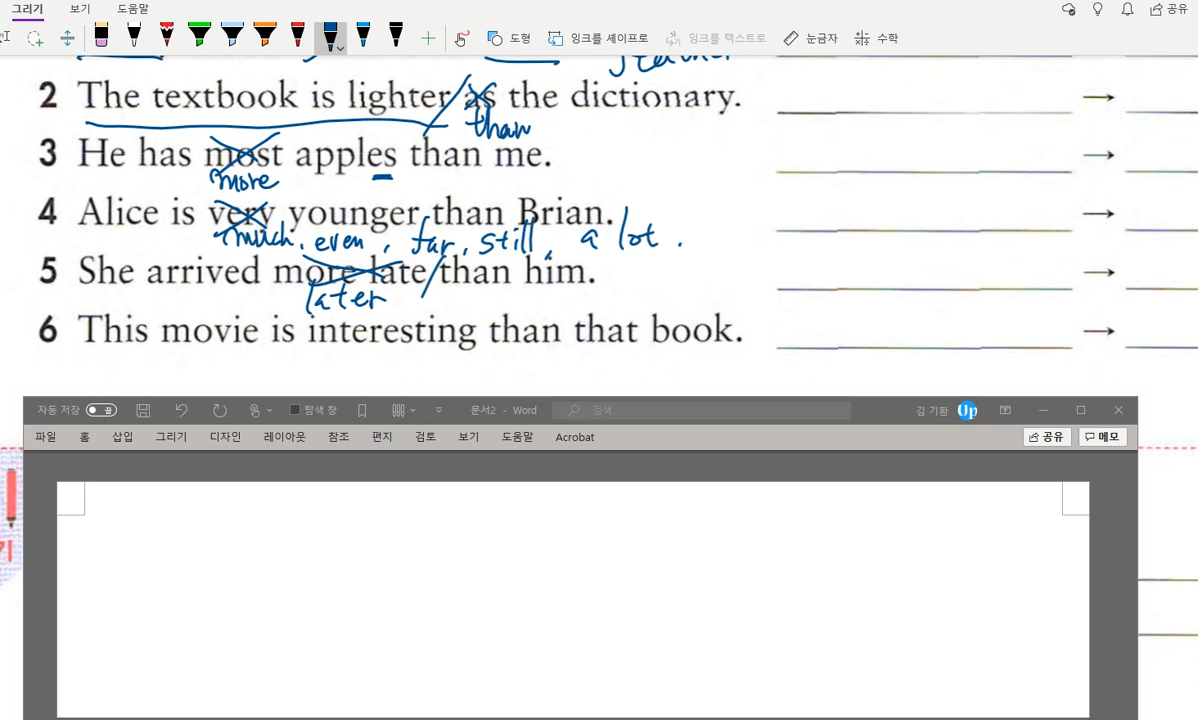 그리기 보기 도움말 공유
도형 잉크를 셰이프로 잉크를 텍스트로 눈금자 수학
2 The textbook is lighter as the dictionary.
than
3 He has most apples than me.
more
4 Alice is very younger than Brian.
much, even, far, still, a lot.
5 She arrived more late than him.
later
6 This movie is interesting than that book.
자동 저장 끔 탐색 창 문서2 - Word 검색 김 기환 Up
파일 홈 삽입 그리기 디자인 레이아웃 참조 편지 검토 보기 도움말 Acrobat 공유 메모